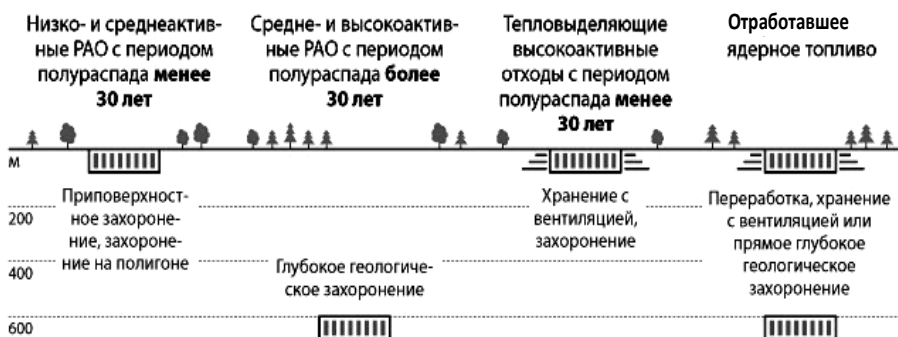 Низко- и среднеактив-
ные РАО с периодом
полураспада менее
30 лет
Средне- и высокоактив-
ные РАО с периодом
полураспада более
30 лет
Тепловыделяющие
высокоактивные
отходы с периодом
полураспада менее
30 лет
Отработавшее
ядерное топливо
м
200
400
600
Приповерхност-
ное захороне-
ние, захороне-
ние на полигоне
Глубокое геологиче-
ское захоронение
Хранение с
вентиляцией,
захоронение
Переработка, хранение
с вентиляцией или
прямое глубокое
геологическое
захоронение